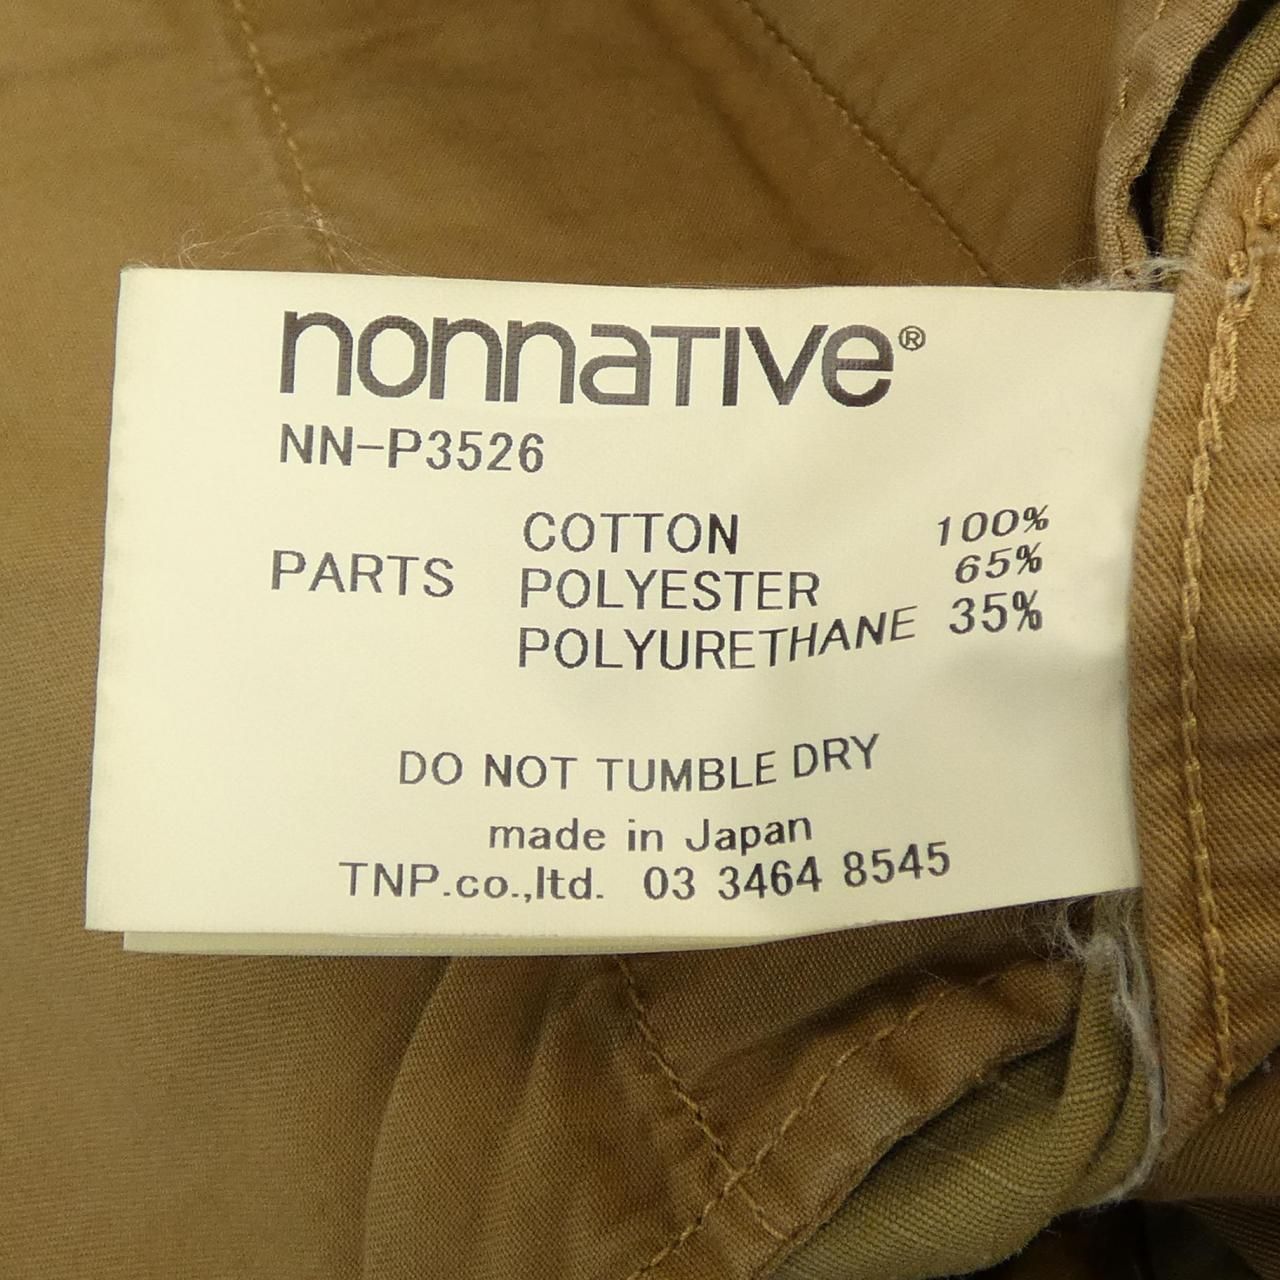 nonnative®
NN-P3526
COTTON 100%
PARTS POLYESTER 65%
POLYURETHANE 35%
DO NOT TUMBLE DRY
made in Japan
TNP.co.,ltd. 03 3464 8545